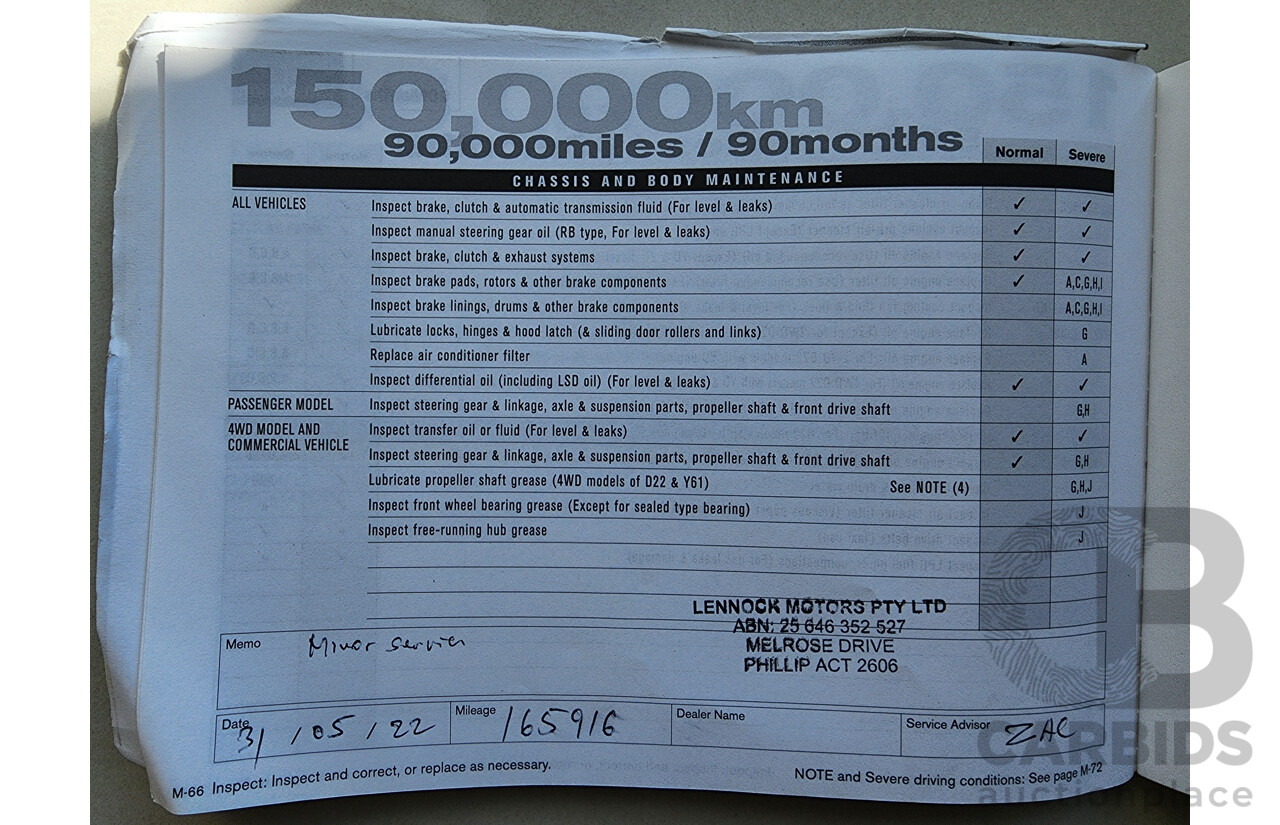 150,000km
90,000miles / 90months
Normal Severe
CHASSIS AND BODY MAINTENANCE
ALL VEHICLES Inspect brake, clutch & automatic transmission fluid (For level & leaks) ✓ ✓
Inspect manual steering gear oil (RB type, For level & leaks) ✓ ✓
Inspect brake, clutch & exhaust systems ✓ ✓
Inspect brake pads, rotors & other brake components ✓ A,C,G,H,I
Inspect brake linings, drums & other brake components A,C,G,H,I
Lubricate locks, hinges & hood latch (& sliding door rollers and links) G
Replace air conditioner filter A
Inspect differential oil (including LSD oil) (For level & leaks) ✓ ✓
PASSENGER MODEL Inspect steering gear & linkage, axle & suspension parts, propeller shaft & front drive shaft G,H
4WD MODEL AND Inspect transfer oil or fluid (For level & leaks) ✓ ✓
COMMERCIAL VEHICLE Inspect steering gear & linkage, axle & suspension parts, propeller shaft & front drive shaft ✓ G,H
Lubricate propeller shaft grease (4WD models of D22 & Y61) See NOTE (4) G,H,J
Inspect front wheel bearing grease (Except for sealed type bearing) J
Inspect free-running hub grease J
LENNOCK MOTORS PTY LTD
ABN: 25 646 352 527
MELROSE DRIVE
PHILLIP ACT 2606
Memo Minor service
Date 31/05/22 Mileage 165916 Dealer Name Service Advisor ZAC
M-66 Inspect: Inspect and correct, or replace as necessary. NOTE and Severe driving conditions: See page M-72
CARBIDS
auctionplace